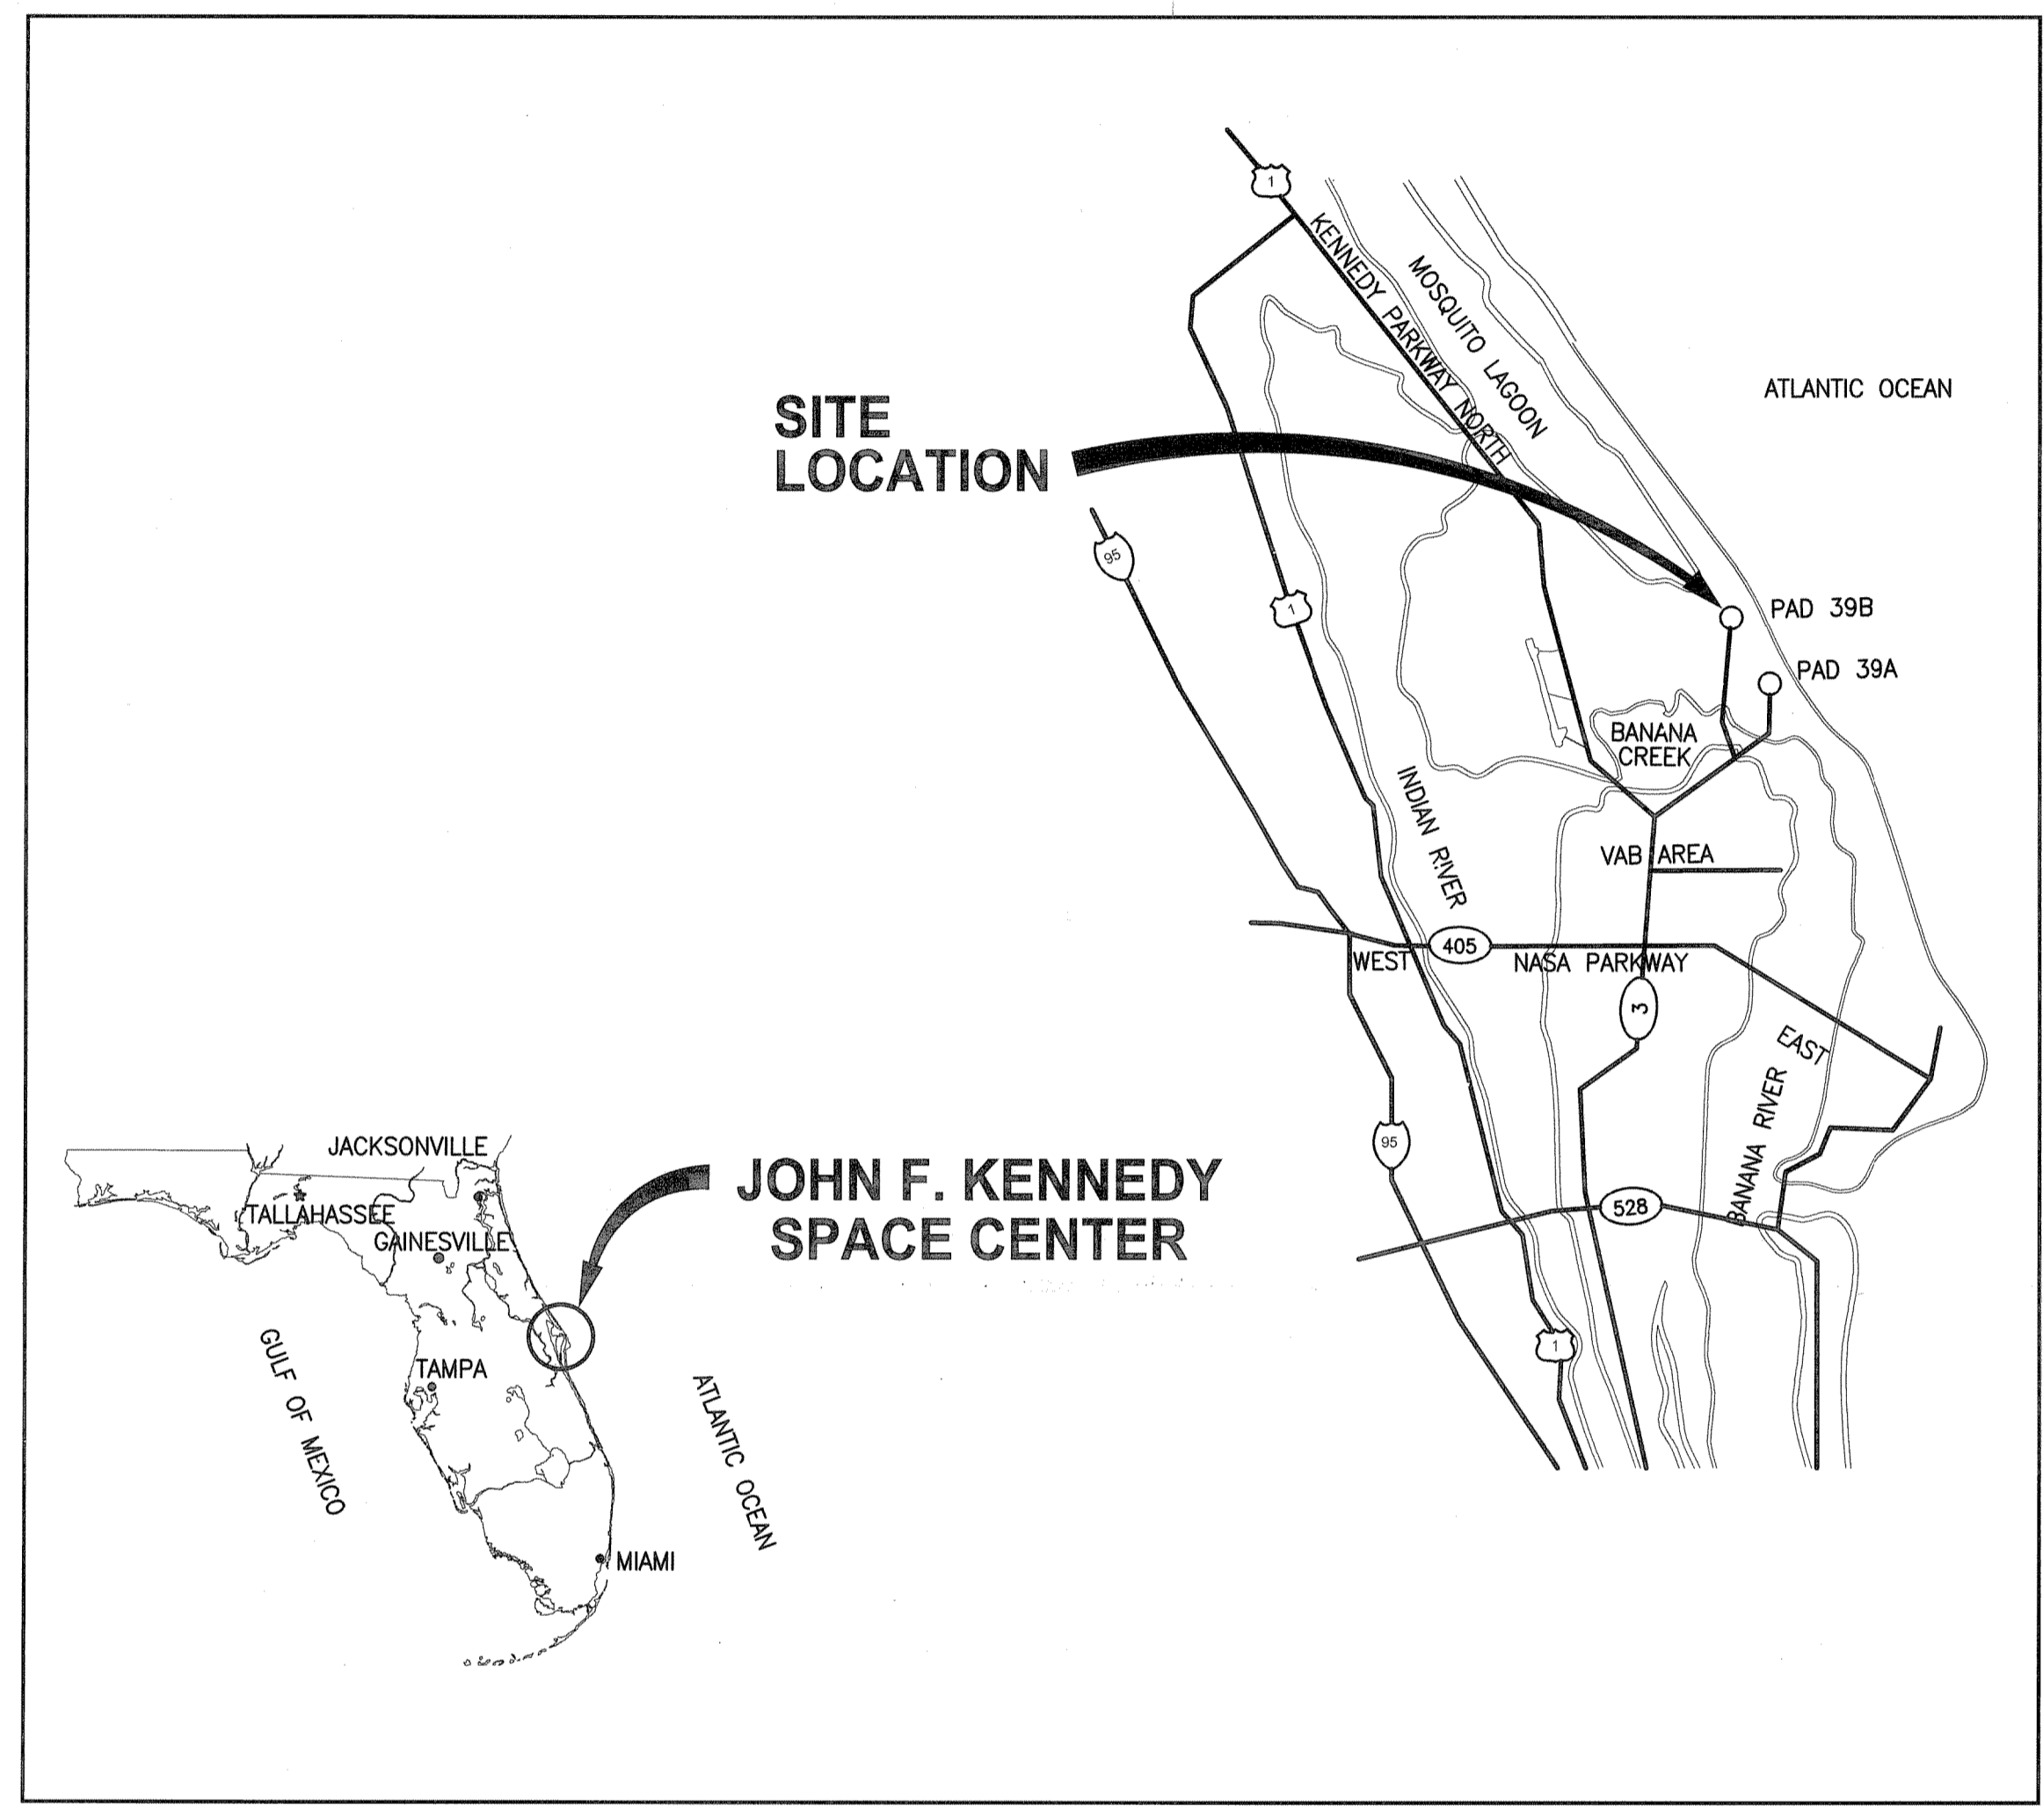 1
KENNEDY PARKWAY NORTH
MOSQUITO LAGOON
ATLANTIC OCEAN
SITE
LOCATION
95
1
PAD 39B
PAD 39A
BANANA
CREEK
INDIAN RIVER
VAB AREA
405
WEST NASA PARKWAY
3
EAST
BANANA RIVER
95
528
1
JOHN F. KENNEDY
SPACE CENTER
JACKSONVILLE
TALLAHASSEE
GAINESVILLE
TAMPA
GULF OF MEXICO
ATLANTIC OCEAN
MIAMI